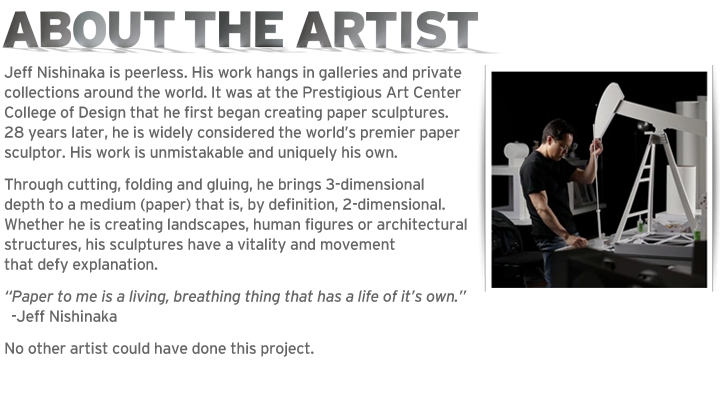 ABOUT THE ARTIST
Jeff Nishinaka is peerless. His work hangs in galleries and private
collections around the world. It was at the Prestigious Art Center
College of Design that he first began creating paper sculptures.
28 years later, he is widely considered the world's premier paper
sculptor. His work is unmistakable and uniquely his own.
Through cutting, folding and gluing, he brings 3-dimensional
depth to a medium (paper) that is, by definition, 2-dimensional.
Whether he is creating landscapes, human figures or architectural
structures, his sculptures have a vitality and movement
that defy explanation.
“Paper to me is a living, breathing thing that has a life of it's own.”
-Jeff Nishinaka
No other artist could have done this project.